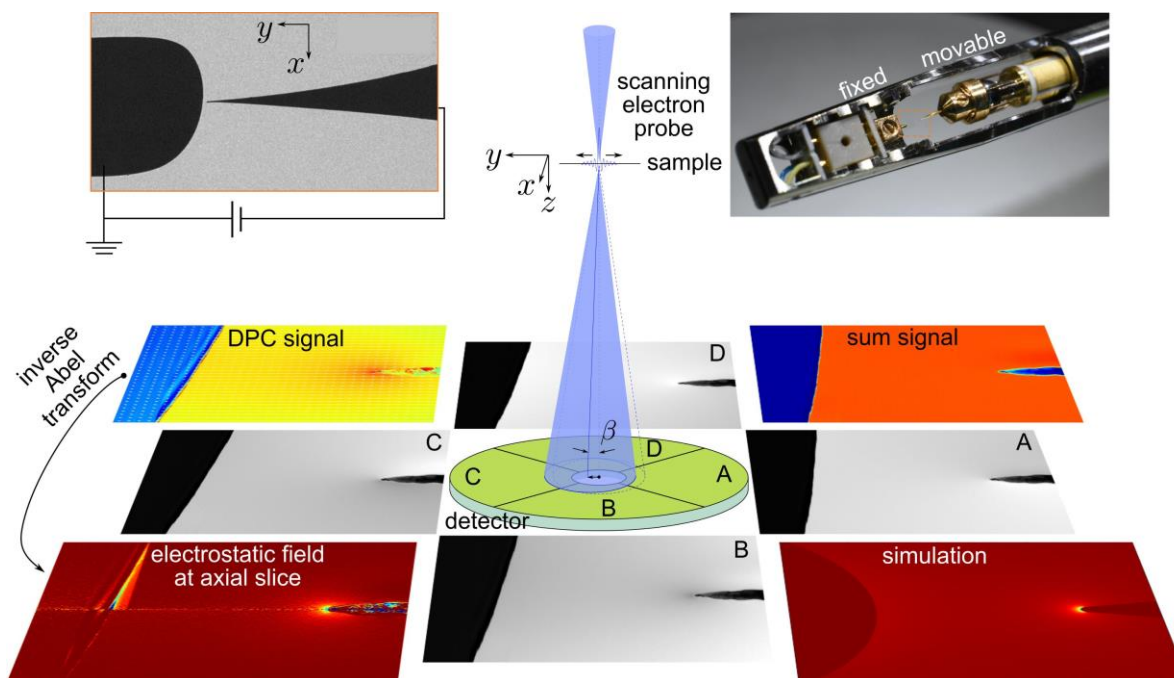 y
x
scanning
electron
probe
sample
y
x
z
fixed
movable
inverse
Abel
transform
DPC signal
D
sum signal
C
β
D
C
A
B
A
detector
electrostatic field
at axial slice
B
simulation